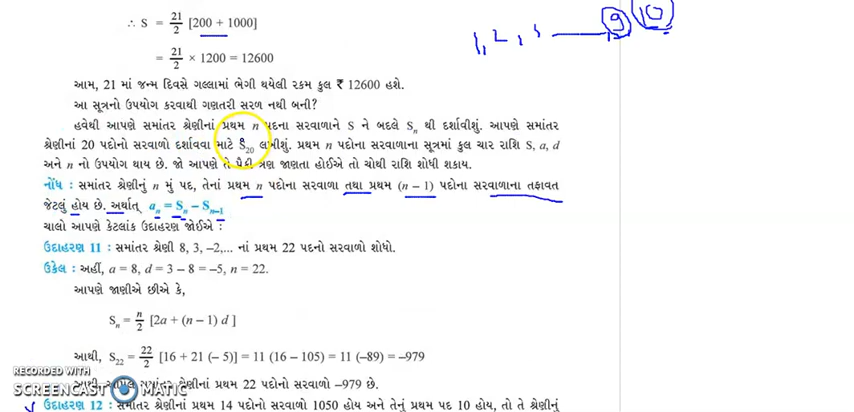 ∴ S = 21/2 [200 + 1000]
1, 2, 9 10
= 21/2 × 1200 = 12600
આમ, 21 માં જન્મ દિવસે ગલ્લામાં ભેગી થયેલી રકમ કુલ ₹ 12600 હશે.
આ સૂત્રનો ઉપયોગ કરવાથી ગણતરી સરળ નથી બની?
હવેથી આપણે સમાંતર શ્રેણીનાં પ્રથમ n પદના સરવાળાને S ને બદલે Sn થી દર્શાવીશું. આપણે સમાંતર
શ્રેણીનાં 20 પદોનો સરવાળો દર્શાવવા માટે S20 લખીશું. પ્રથમ n પદોના સરવાળાના સૂત્રમાં કુલ ચાર રાશિ S, a, d
અને n નો ઉપયોગ થાય છે. જો આપણે તે પૈકી ત્રણ જાણતા હોઈએ તો ચોથી રાશિ શોધી શકાય.
નોંધ : સમાંતર શ્રેણીનું n મું પદ, તેનાં પ્રથમ n પદોના સરવાળા તથા પ્રથમ (n – 1) પદોના સરવાળાના તફાવત
જેટલું હોય છે. અર્થાત્ an = Sn – Sn–1
ચાલો આપણે કેટલાંક ઉદાહરણ જોઈએ :
ઉદાહરણ 11 : સમાંતર શ્રેણી 8, 3, –2,... નાં પ્રથમ 22 પદનો સરવાળો શોધો.
ઉકેલ : અહીં, a = 8, d = 3 – 8 = –5, n = 22.
આપણે જાણીએ છીએ કે,
Sn = n/2 [2a + (n – 1) d ]
આથી, S22 = 22/2 [16 + 21 (– 5)] = 11 (16 – 105) = 11 (–89) = –979
RECORDED WITH
SCREENCAST MATIC
પ્રથમ 22 પદોનો સરવાળો –979 છે.
ઉદાહરણ 12 : સમાંતર શ્રેણીનાં પ્રથમ 14 પદોનો સરવાળો 1050 હોય અને તેનું પ્રથમ પદ 10 હોય, તો તે શ્રેણીનું